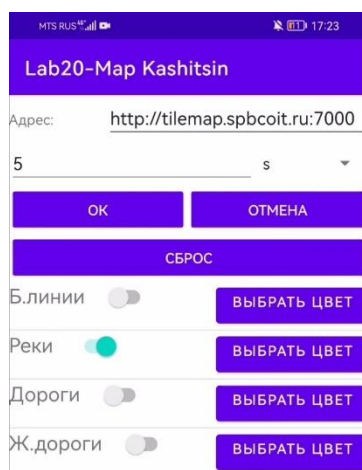 MTS RUS 17:23
Lab20-Map Kashitsin
Адрес: http://tilemap.spbcoit.ru:7000
5 s
ОК ОТМЕНА
СБРОС
Б.линии ВЫБРАТЬ ЦВЕТ
Реки ВЫБРАТЬ ЦВЕТ
Дороги ВЫБРАТЬ ЦВЕТ
Ж.дороги ВЫБРАТЬ ЦВЕТ